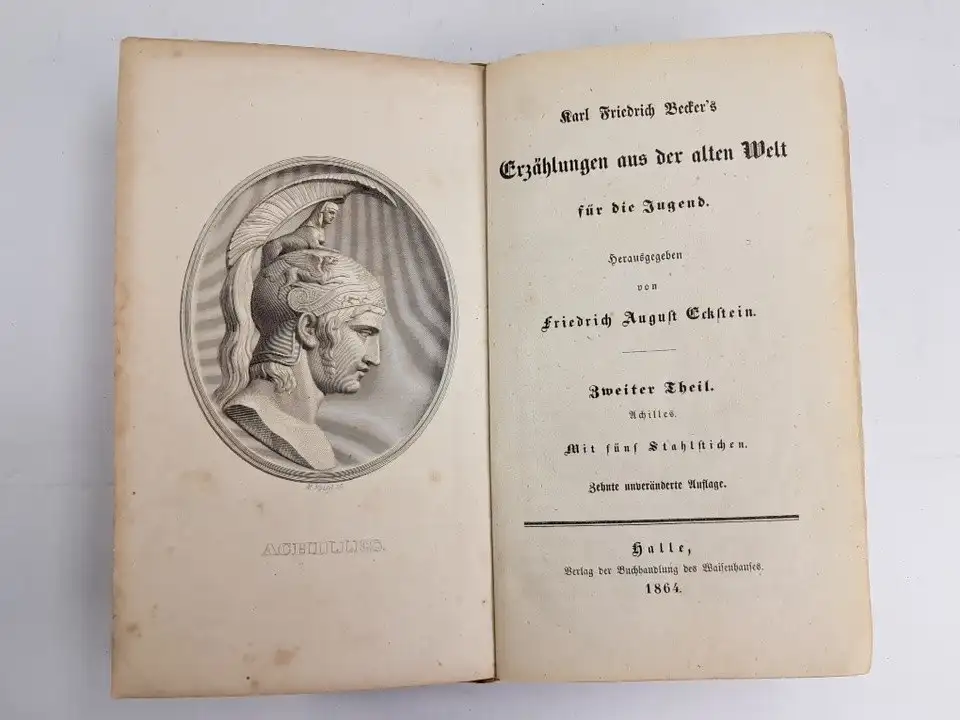 ACHILLES.
Karl Friedrich Becker's
Erzählungen aus der alten Welt
für die Jugend.
Herausgegeben
von
Friedrich August Eckstein.
Zweiter Theil.
Achilles.
Mit fünf Stahlstichen.
Zehnte unveränderte Auflage.
Halle,
Verlag der Buchhandlung des Waisenhauses.
1864.